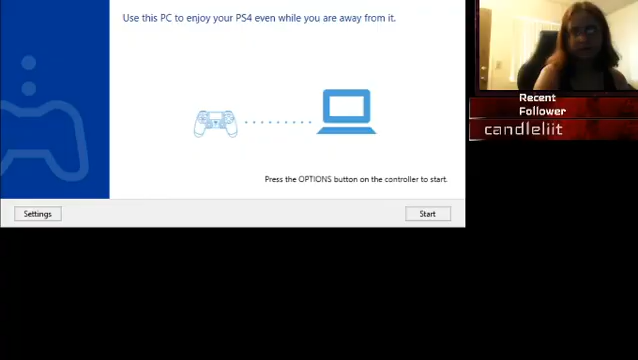 Use this PC to enjoy your PS4 even while you are away from it.
Press the OPTIONS button on the controller to start.
Settings
Start
Recent
Follower
candleliit